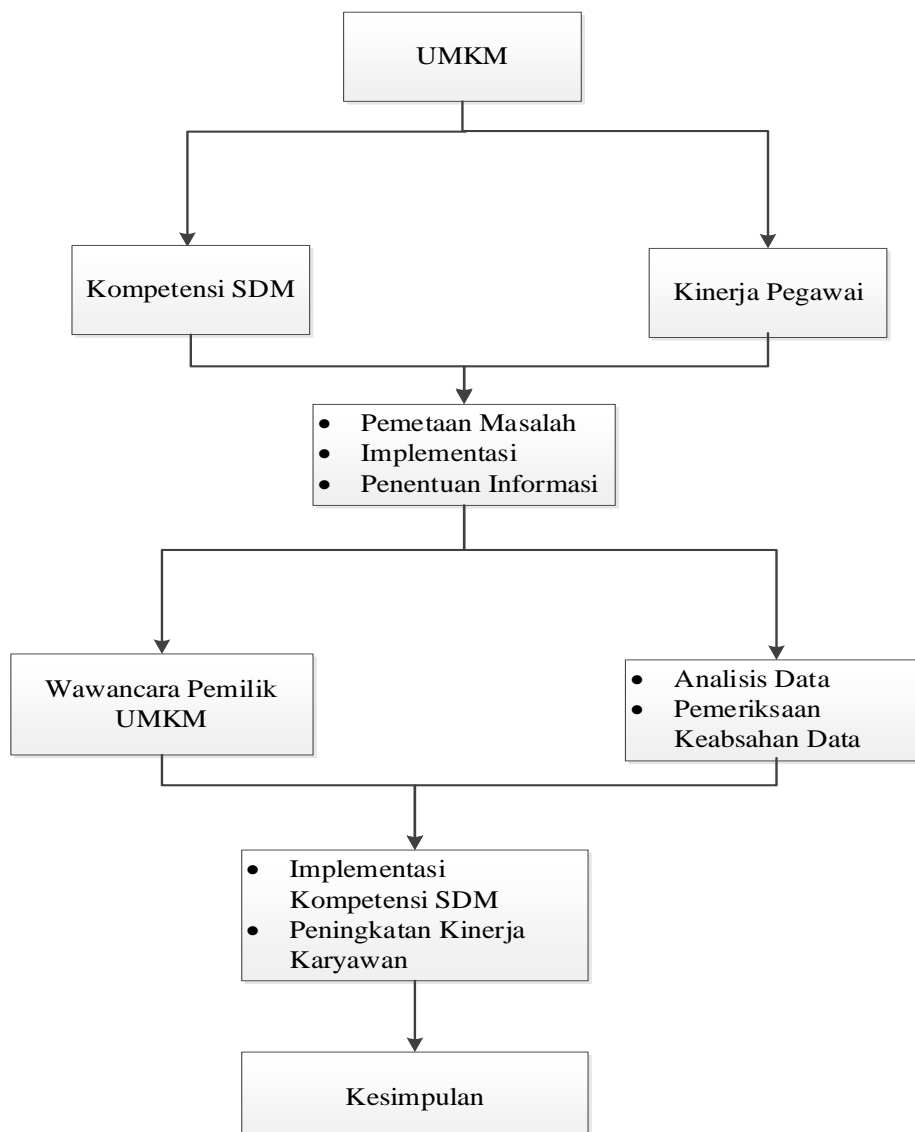 UMKM
Kompetensi SDM
Kinerja Pegawai
• Pemetaan Masalah
• Implementasi
• Penentuan Informasi
Wawancara Pemilik
UMKM
• Analisis Data
• Pemeriksaan
Keabsahan Data
• Implementasi
Kompetensi SDM
• Peningkatan Kinerja
Karyawan
Kesimpulan